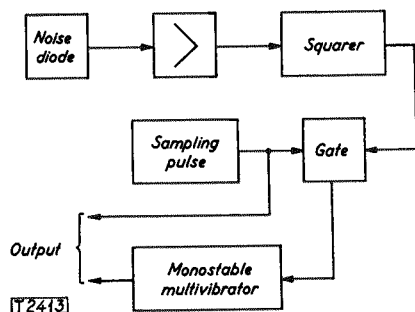 Noise
diode
Squarer
Sampling
pulse
Gate
Output
Monostable
multivibrator
T2413